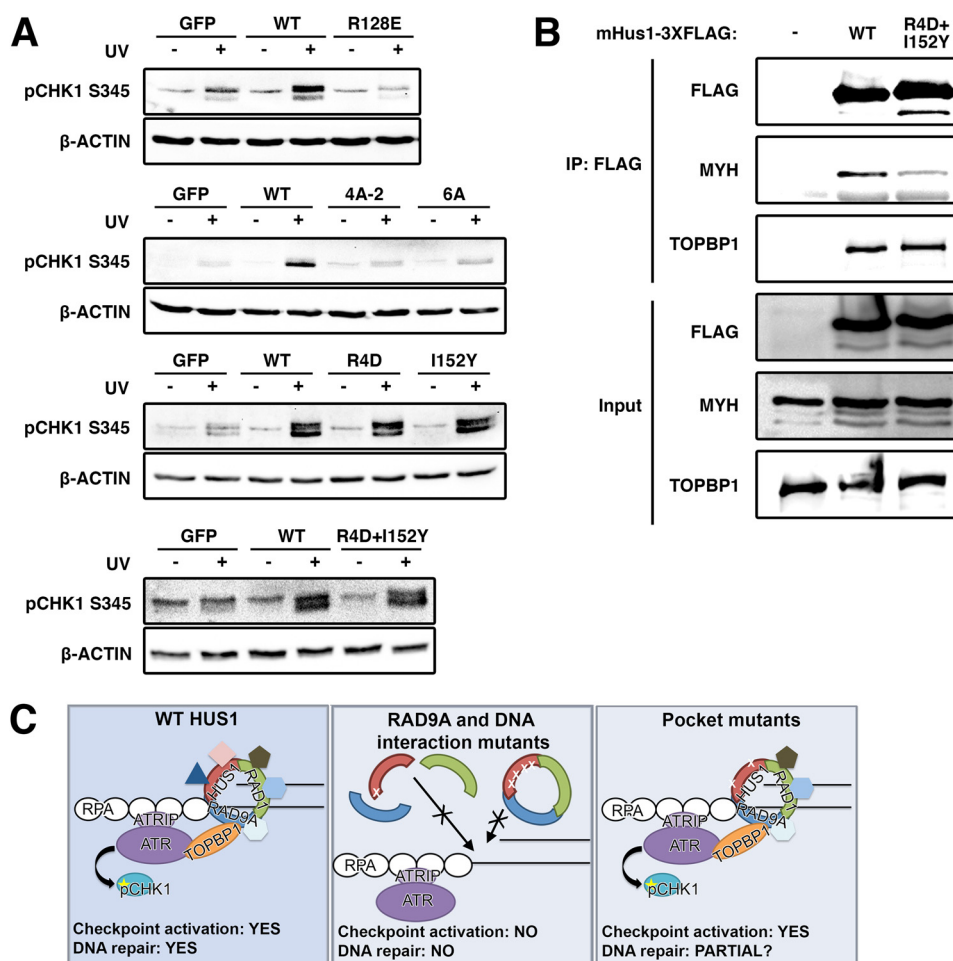 A
GFP WT R128E
UV - + - + - +
pCHK1 S345
β-ACTIN
GFP WT 4A-2 6A
UV - + - + - + - +
pCHK1 S345
β-ACTIN
GFP WT R4D I152Y
UV - + - + - + - +
pCHK1 S345
β-ACTIN
GFP WT R4D+I152Y
UV - + - + - +
pCHK1 S345
β-ACTIN
B
mHus1-3XFLAG: - WT R4D+
I152Y
IP: FLAG
FLAG
MYH
TOPBP1
Input
FLAG
MYH
TOPBP1
C
WT HUS1
HUS1
RAD1
RAD9A
RPA
ATRIP
ATR
TOPBP1
pCHK1
Checkpoint activation: YES
DNA repair: YES
RAD9A and DNA
interaction mutants
RPA
ATRIP
ATR
Checkpoint activation: NO
DNA repair: NO
Pocket mutants
HUS1
RAD1
RAD9A
RPA
ATRIP
ATR
TOPBP1
pCHK1
Checkpoint activation: YES
DNA repair: PARTIAL?